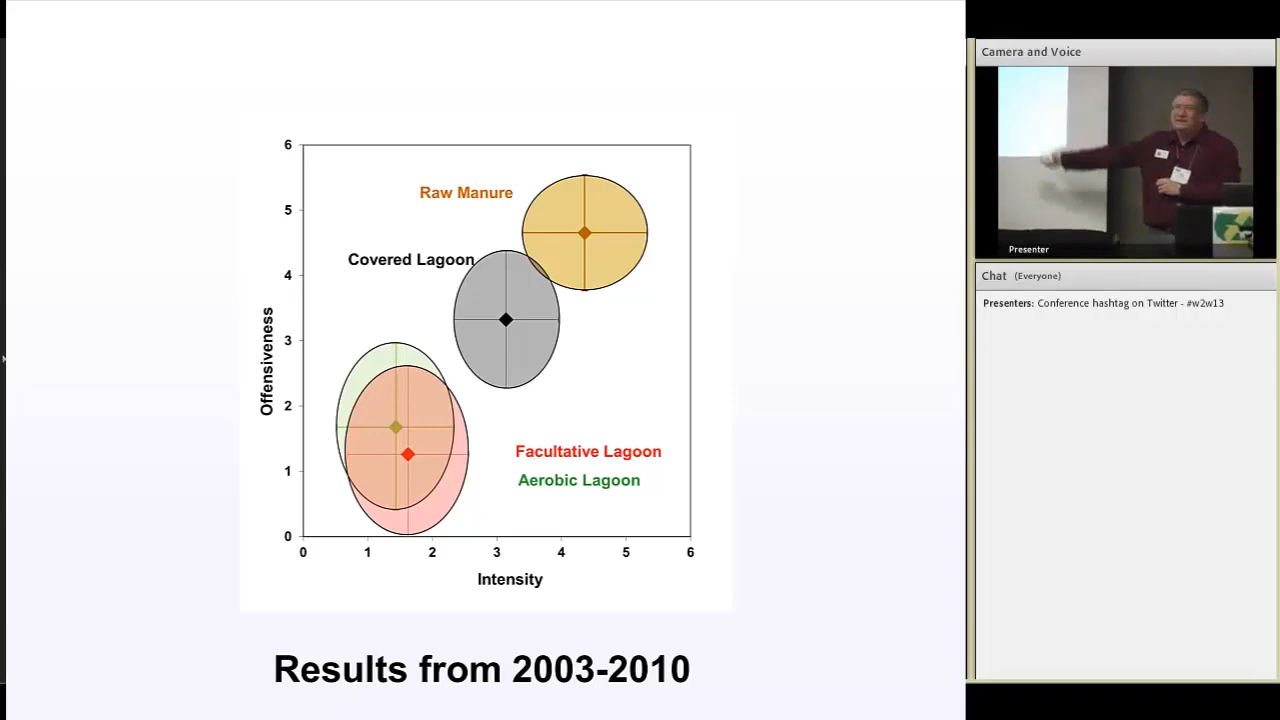 6
Raw Manure
5
Covered Lagoon
4
Offensiveness
3
2
Facultative Lagoon
1
Aerobic Lagoon
0
0 1 2 3 4 5 6
Intensity
Results from 2003-2010
Camera and Voice
Presenter
Chat (Everyone)
Presenters: Conference hashtag on Twitter - #w2w13